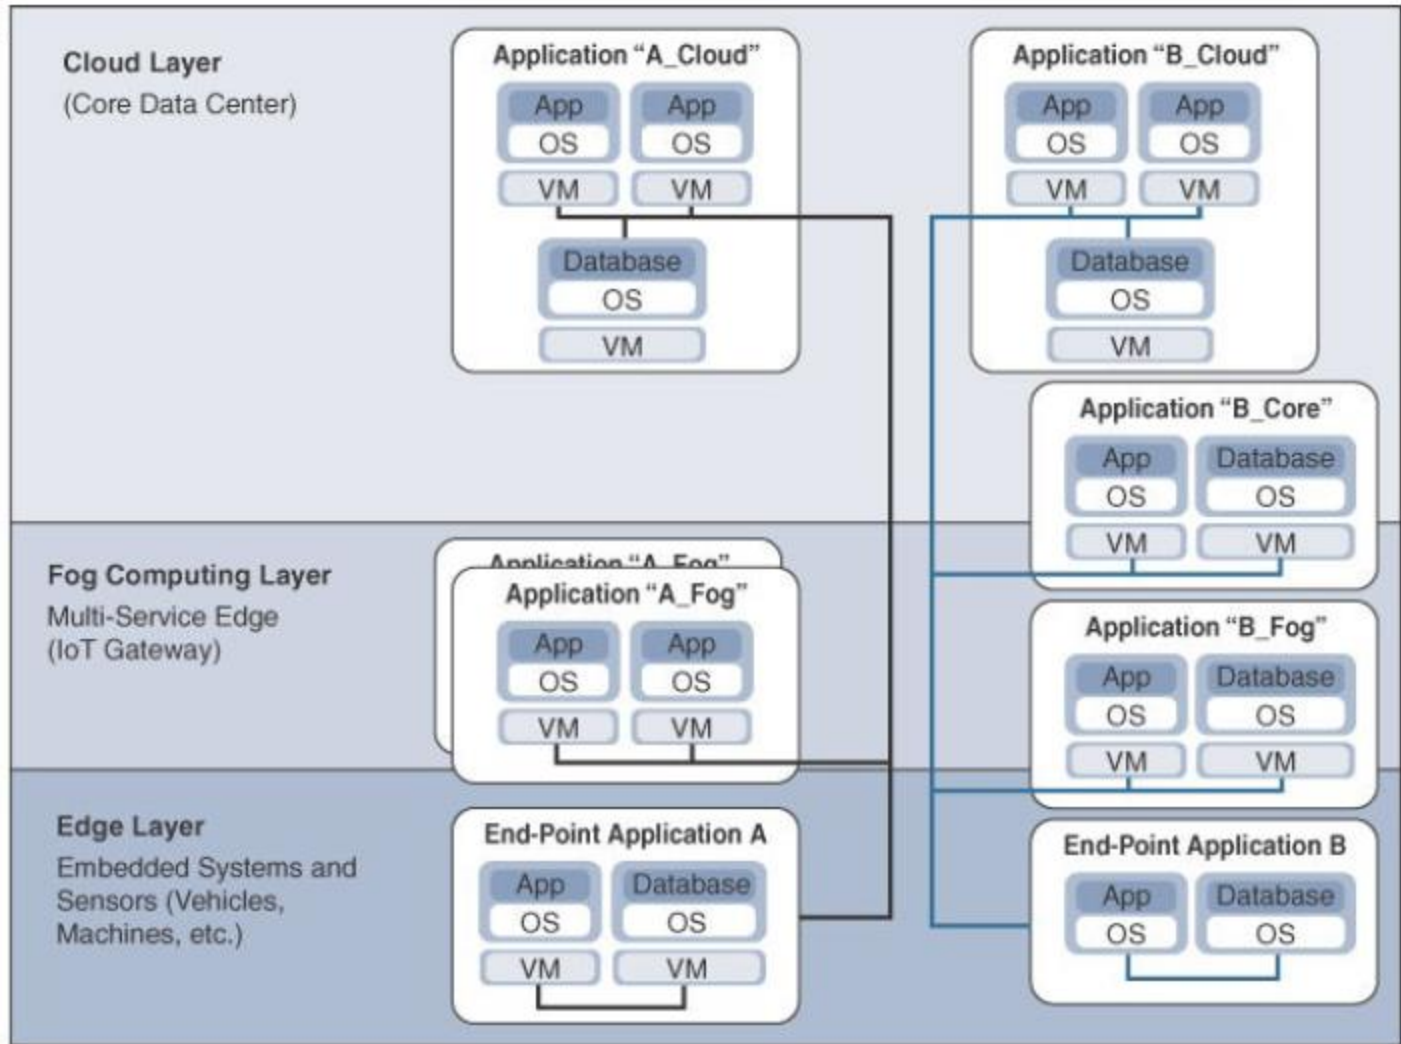 Cloud Layer
(Core Data Center)
Application “A_Cloud”
App App
OS OS
VM VM
Database
OS
VM
Application “B_Cloud”
App App
OS OS
VM VM
Database
OS
VM
Application “B_Core”
App Database
OS OS
VM VM
Fog Computing Layer
Multi-Service Edge
(IoT Gateway)
Application “A_Fog”
Application “A_Fog”
App App
OS OS
VM VM
Application “B_Fog”
App Database
OS OS
VM VM
Edge Layer
Embedded Systems and
Sensors (Vehicles,
Machines, etc.)
End-Point Application A
App Database
OS OS
VM VM
End-Point Application B
App Database
OS OS